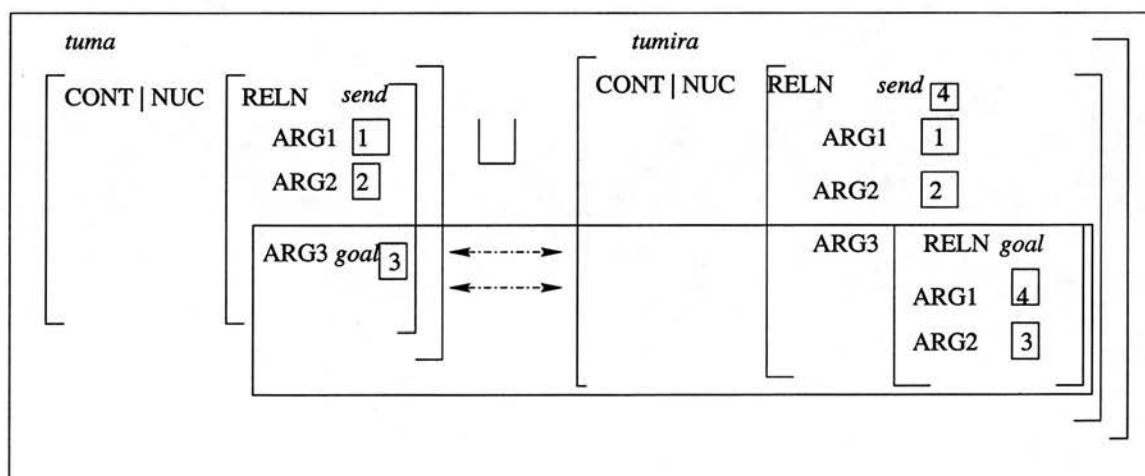 tuma
CONT | NUC RELN send
ARG1 1
ARG2 2
ARG3 goal 3
tumira
CONT | NUC RELN send 4
ARG1 1
ARG2 2
ARG3 RELN goal
ARG1 4
ARG2 3